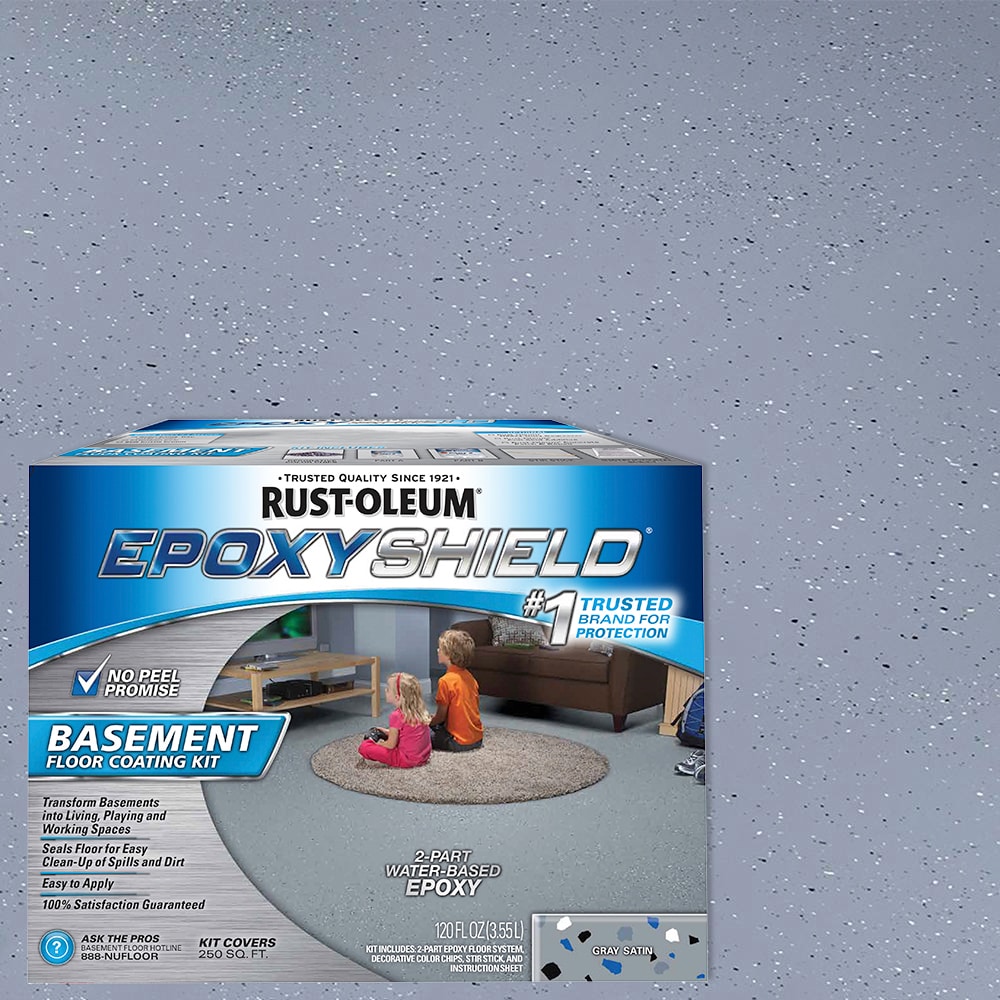 EPOXYSHIELD
BASEMENT
KIT INCLUDES
• TRUSTED QUALITY SINCE 1921 •
RUST-OLEUM®
EPOXYSHIELD®
#1 TRUSTED
BRAND FOR
PROTECTION
NO PEEL
PROMISE
BASEMENT
FLOOR COATING KIT
Transform Basements
into Living, Playing and
Working Spaces
Seals Floor for Easy
Clean-Up of Spills and Dirt
Easy to Apply
100% Satisfaction Guaranteed
2-PART
WATER-BASED
EPOXY
? ASK THE PROS
BASEMENT FLOOR HOTLINE
888-NUFLOOR
KIT COVERS
250 SQ. FT.
120 FL OZ (3.55 L)
KIT INCLUDES: 2-PART EPOXY FLOOR SYSTEM,
DECORATIVE COLOR CHIPS, STIR STICK, AND
INSTRUCTION SHEET
GRAY SATIN